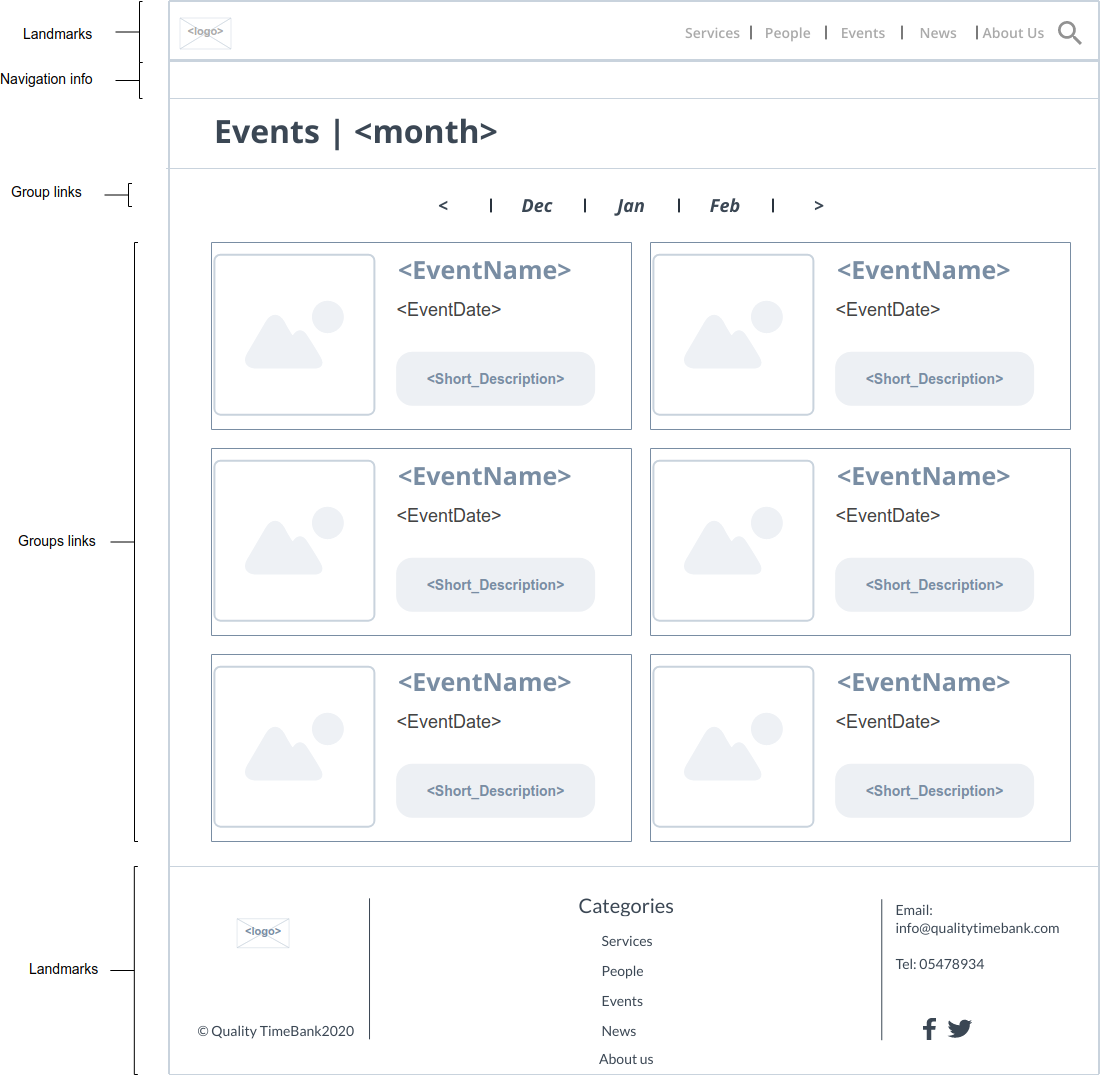 Landmarks
<logo>
Services | People | Events | News | About Us
Navigation info
Events | <month>
Group links
< | Dec | Jan | Feb | >
<EventName>
<EventDate>
<Short_Description>
<EventName>
<EventDate>
<Short_Description>
Groups links
<EventName>
<EventDate>
<Short_Description>
<EventName>
<EventDate>
<Short_Description>
<EventName>
<EventDate>
<Short_Description>
<EventName>
<EventDate>
<Short_Description>
Landmarks
<logo>
© Quality TimeBank2020
Categories
Services
People
Events
News
About us
Email:
info@qualitytimebank.com
Tel: 05478934